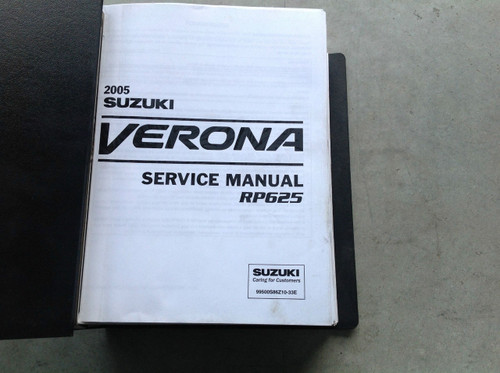 2005
SUZUKI
VERONA
SERVICE MANUAL
RP625
SUZUKI
Caring for Customers